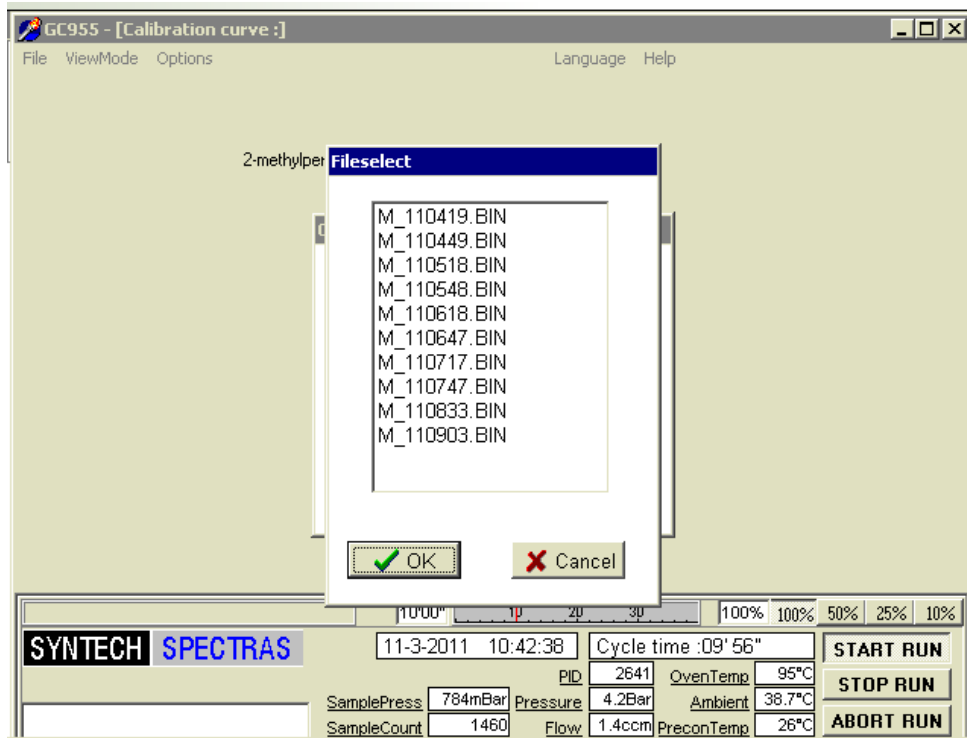 GC955 - [Calibration curve :]
File ViewMode Options Language Help
2-methylper
Fileselect
M_110419.BIN
M_110449.BIN
M_110518.BIN
M_110548.BIN
M_110618.BIN
M_110647.BIN
M_110717.BIN
M_110747.BIN
M_110833.BIN
M_110903.BIN
OK Cancel
10'00" 10 20 30 100% 100% 50% 25% 10%
SYNTECH SPECTRAS 11-3-2011 10:42:38 Cycle time :09'56" START RUN
PID 2641 OvenTemp 95°C STOP RUN
SamplePress 784mBar Pressure 4.2Bar Ambient 38.7°C
SampleCount 1460 Flow 1.4ccm PreconTemp 26°C ABORT RUN